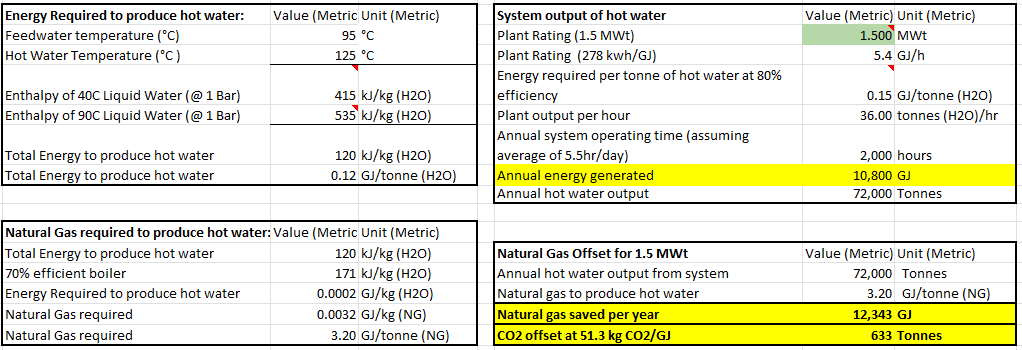 Energy Required to produce hot water: Value (Metric Unit (Metric)
Feedwater temperature (°C) 95 °C
Hot Water Temperature (°C ) 125 °C
Enthalpy of 40C Liquid Water (@ 1 Bar) 415 kJ/kg (H2O)
Enthalpy of 90C Liquid Water (@ 1 Bar) 535 kJ/kg (H2O)
Total Energy to produce hot water 120 kJ/kg (H2O)
Total Energy to produce hot water 0.12 GJ/tonne (H2O)
System output of hot water Value (Metric) Unit (Metric)
Plant Rating (1.5 MWt) 1.500 MWt
Plant Rating (278 kwh/GJ) 5.4 GJ/h
Energy required per tonne of hot water at 80%
efficiency 0.15 GJ/tonne (H2O)
Plant output per hour 36.00 tonnes (H2O)/hr
Annual system operating time (assuming
average of 5.5hr/day) 2,000 hours
Annual energy generated 10,800 GJ
Annual hot water output 72,000 Tonnes
Natural Gas required to produce hot water: Value (Metric Unit (Metric)
Total Energy to produce hot water 120 kJ/kg (H2O)
70% efficient boiler 171 kJ/kg (H2O)
Energy Required to produce hot water 0.0002 GJ/kg (H2O)
Natural Gas required 0.0032 GJ/kg (NG)
Natural Gas required 3.20 GJ/tonne (NG)
Natural Gas Offset for 1.5 MWt Value (Metric) Unit (Metric)
Annual hot water output from system 72,000 Tonnes
Natural gas to produce hot water 3.20 GJ/tonne (NG)
Natural gas saved per year 12,343 GJ
CO2 offset at 51.3 kg CO2/GJ 633 Tonnes